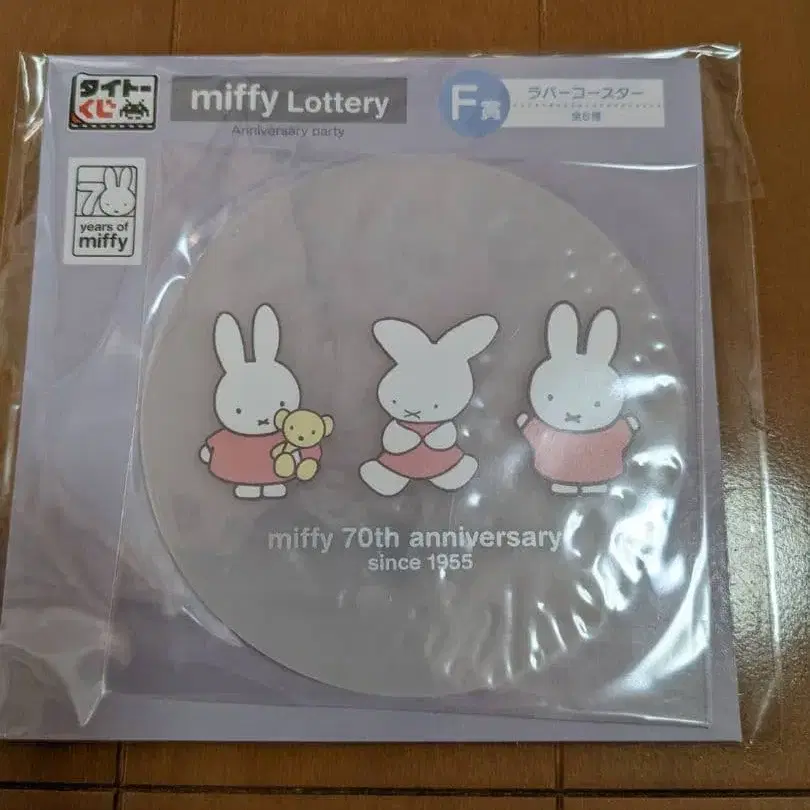 タイトー
くじ
miffy Lottery
Anniversary party
F賞
ラバーコースター
全6種
70
years of
miffy
miffy 70th anniversary
since 1955